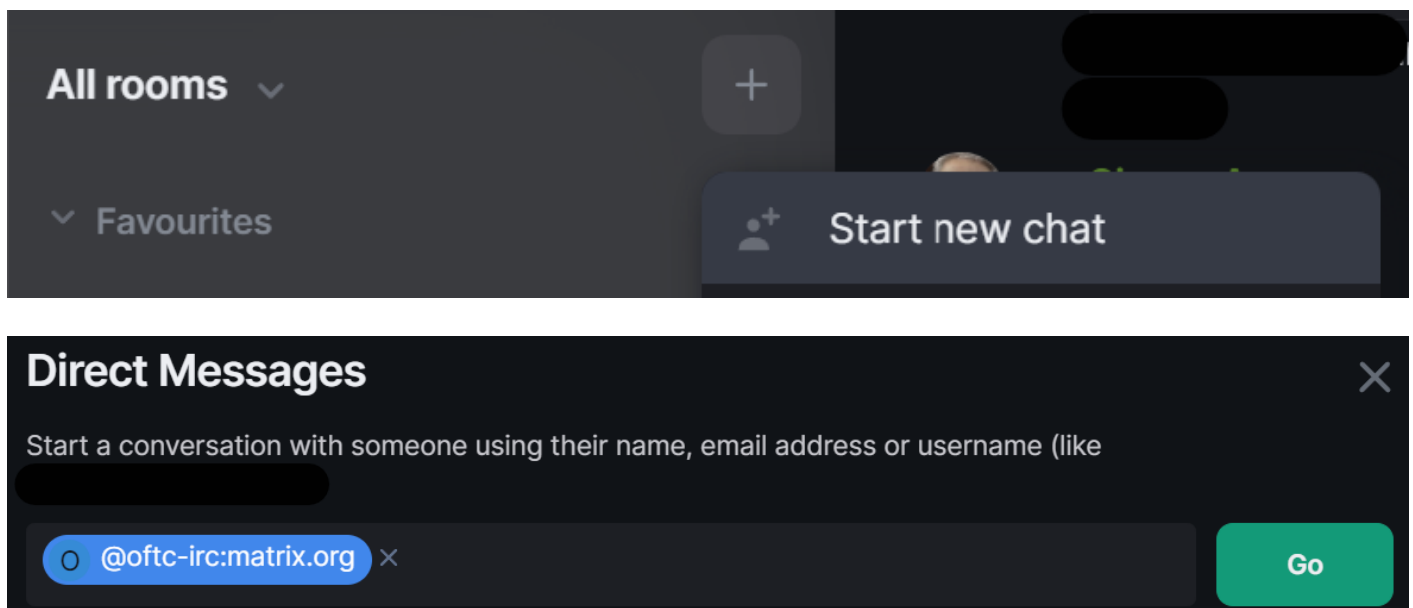 All rooms
Favourites
Start new chat
Direct Messages
Start a conversation with someone using their name, email address or username (like
O @oftc-irc:matrix.org
Go